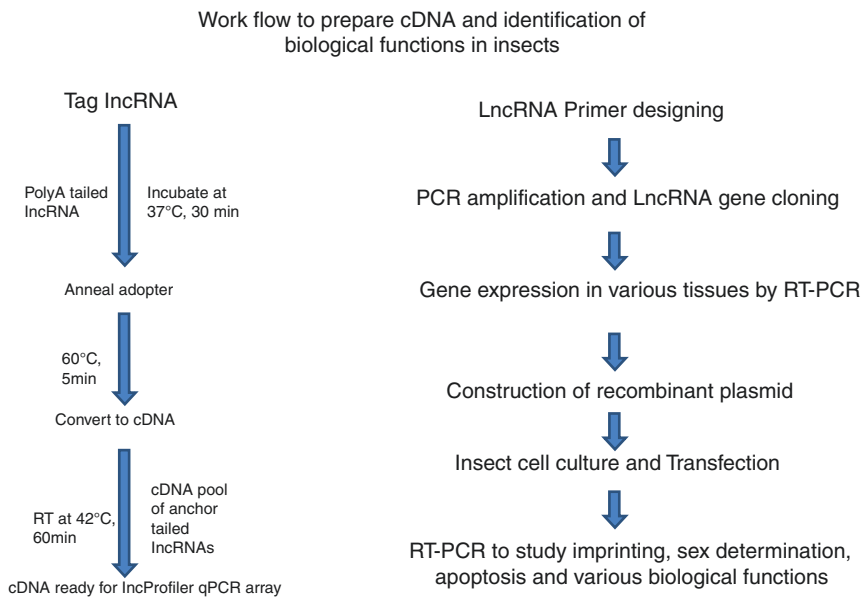 Work flow to prepare cDNA and identification of
biological functions in insects
Tag lncRNA
PolyA tailed
lncRNA
Incubate at
37°C, 30 min
Anneal adopter
60°C,
5min
Convert to cDNA
RT at 42°C,
60min
cDNA pool
of anchor
tailed
lncRNAs
cDNA ready for lncProfiler qPCR array
LncRNA Primer designing
PCR amplification and LncRNA gene cloning
Gene expression in various tissues by RT-PCR
Construction of recombinant plasmid
Insect cell culture and Transfection
RT-PCR to study imprinting, sex determination,
apoptosis and various biological functions